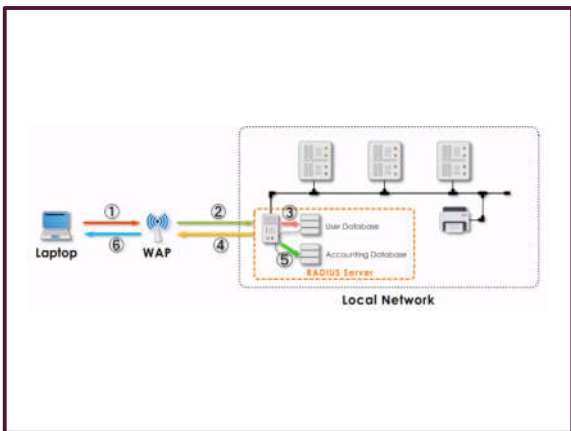 ① ② ③ User Database
Laptop ⑥ WAP ④ ⑤ Accounting Database
RADIUS Server
Local Network